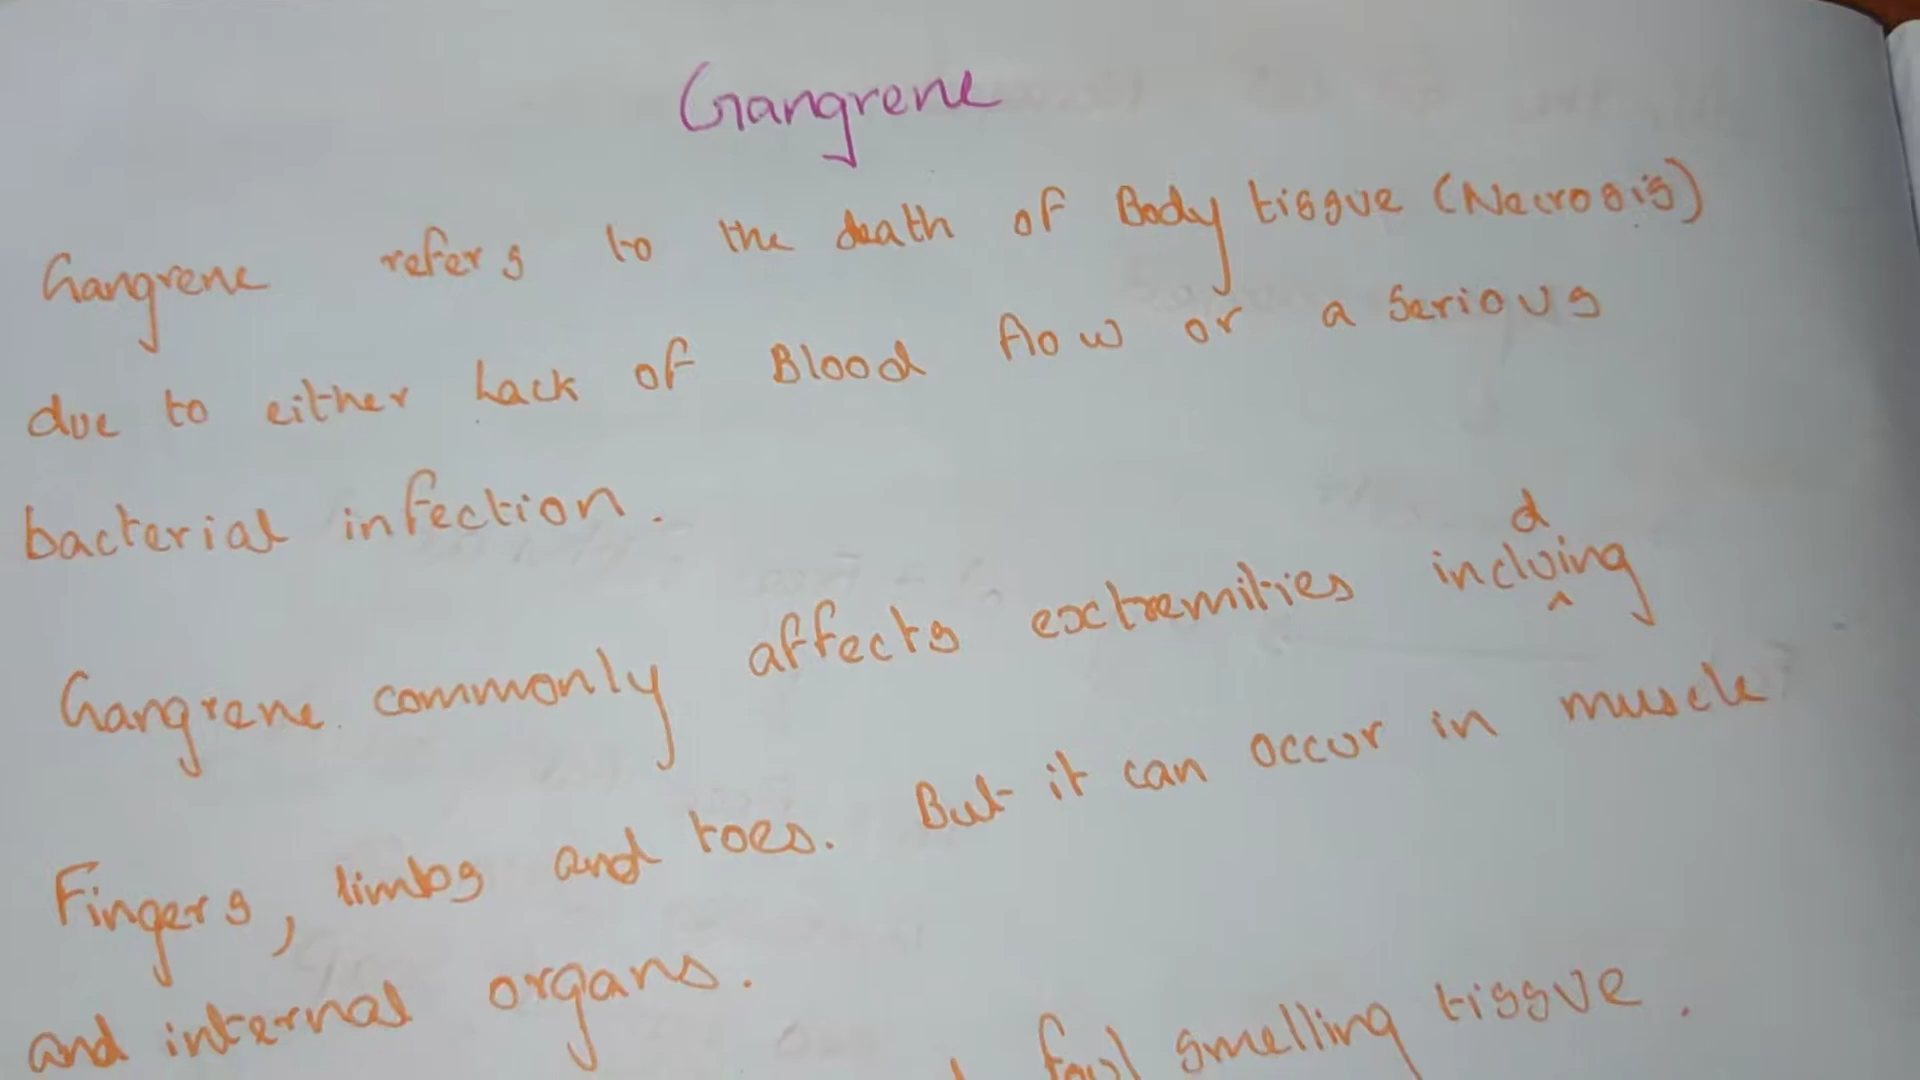 Gangrene
Gangrene refers to the death of Body tissue (Necrosis)
due to either Lack of Blood flow or a serious
bacterial infection.
Gangrene commonly affects extremities including
Fingers, limbs and toes. But it can occur in muscle
and internal organs.
foul smelling tissue.